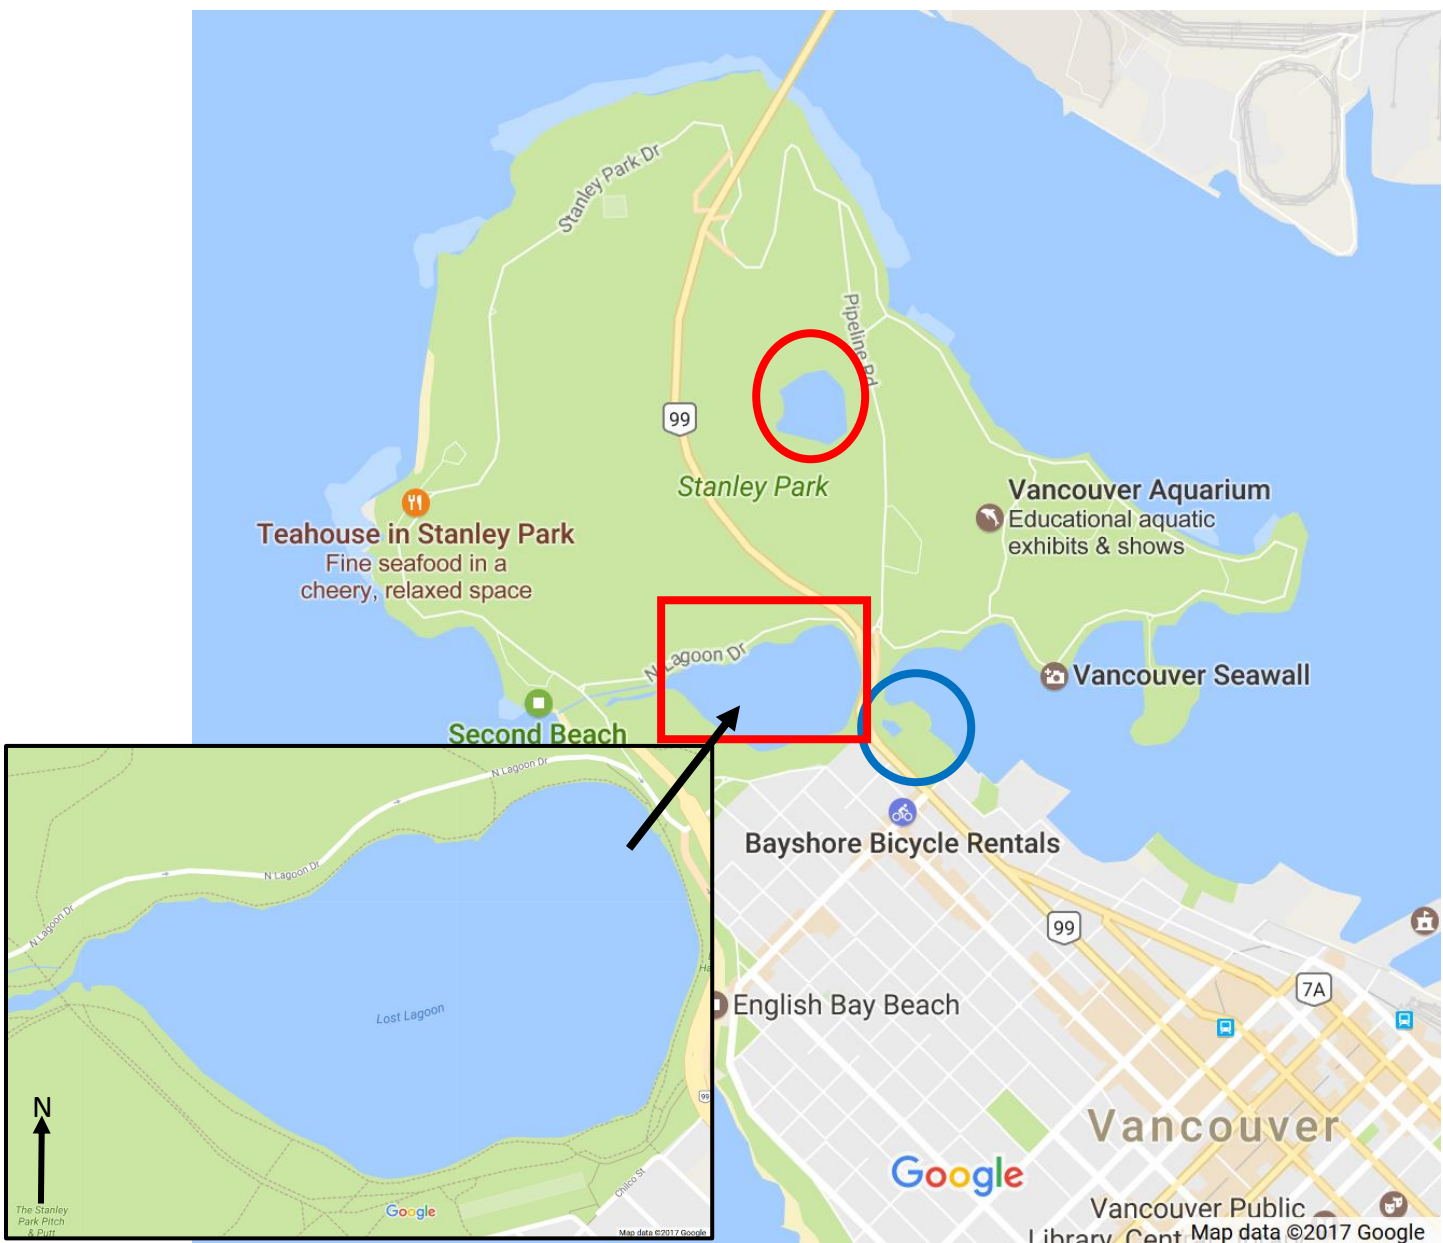 Stanley Park Dr
Pipeline Rd
99
Stanley Park
Vancouver Aquarium
Educational aquatic
exhibits & shows
Teahouse in Stanley Park
Fine seafood in a
cheery, relaxed space
N Lagoon Dr
Vancouver Seawall
Second Beach
Bayshore Bicycle Rentals
99
7A
English Bay Beach
Vancouver
Google
Vancouver Public
Library, Cent
Map data ©2017 Google
N Lagoon Dr
N Lagoon Dr
N Lagoon Dr
Lost Lagoon
99
N
Chilco St
The Stanley
Park Pitch
& Putt
Google
Map data ©2017 Google